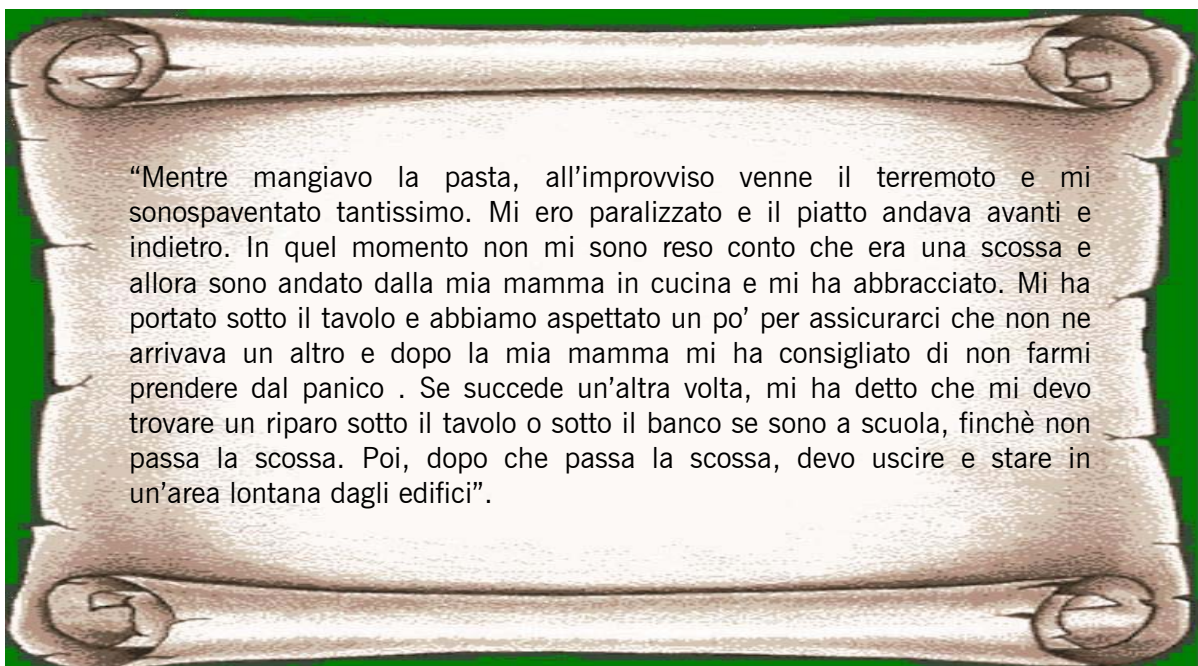 “Mentre mangiavo la pasta, all’improvviso venne il terremoto e mi
sonospaventato tantissimo. Mi ero paralizzato e il piatto andava avanti e
indietro. In quel momento non mi sono reso conto che era una scossa e
allora sono andato dalla mia mamma in cucina e mi ha abbracciato. Mi ha
portato sotto il tavolo e abbiamo aspettato un po’ per assicurarci che non ne
arrivava un altro e dopo la mia mamma mi ha consigliato di non farmi
prendere dal panico . Se succede un’altra volta, mi ha detto che mi devo
trovare un riparo sotto il tavolo o sotto il banco se sono a scuola, finchè non
passa la scossa. Poi, dopo che passa la scossa, devo uscire e stare in
un’area lontana dagli edifici”.